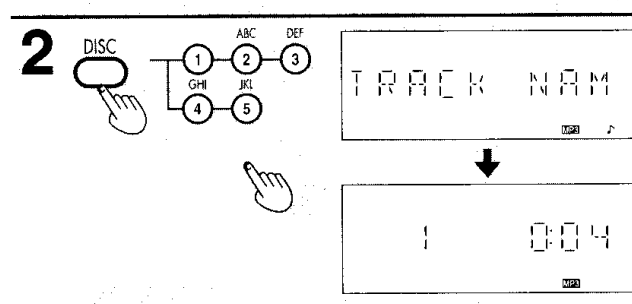 2
DISC
ABC DEF
1 2 3
GHI JKL
4 5
TRACK NAM
MP3
1 0:04
MP3